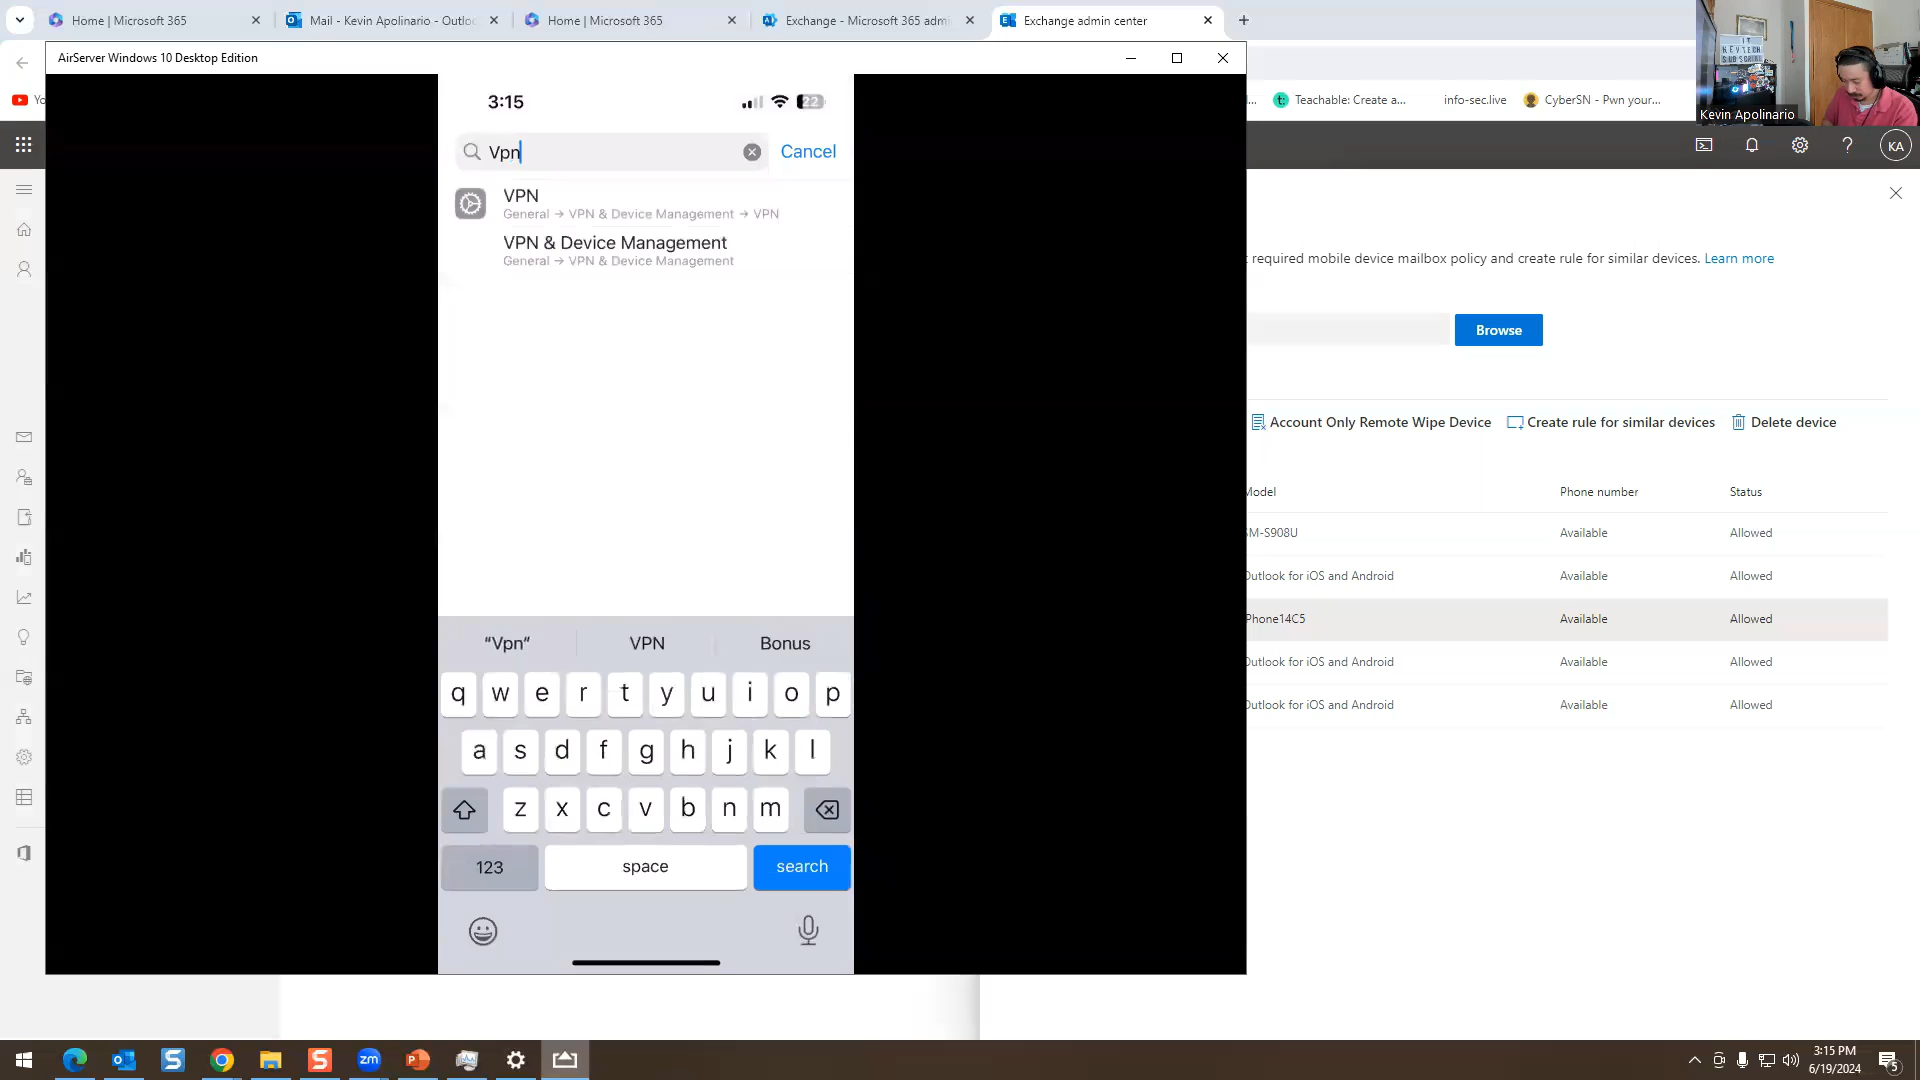 Home | Microsoft 365
Mail - Kevin Apolinario - Outloo
Home | Microsoft 365
Exchange - Microsoft 365 admi
Exchange admin center
AirServer Windows 10 Desktop Edition
Teachable: Create a...
info-sec.live
CyberSN - Pwn your...
Kevin Apolinario
KA
3:15
22
Vpn
Cancel
VPN
General → VPN & Device Management → VPN
VPN & Device Management
General → VPN & Device Management
required mobile device mailbox policy and create rule for similar devices. Learn more
Browse
Account Only Remote Wipe Device
Create rule for similar devices
Delete device
Model
Phone number
Status
SM-S908U
Available
Allowed
Outlook for iOS and Android
Available
Allowed
iPhone14C5
Available
Allowed
Outlook for iOS and Android
Available
Allowed
Outlook for iOS and Android
Available
Allowed
"Vpn"
VPN
Bonus
q w e r t y u i o p
a s d f g h j k l
z x c v b n m
123
space
search
3:15 PM
6/19/2024
5